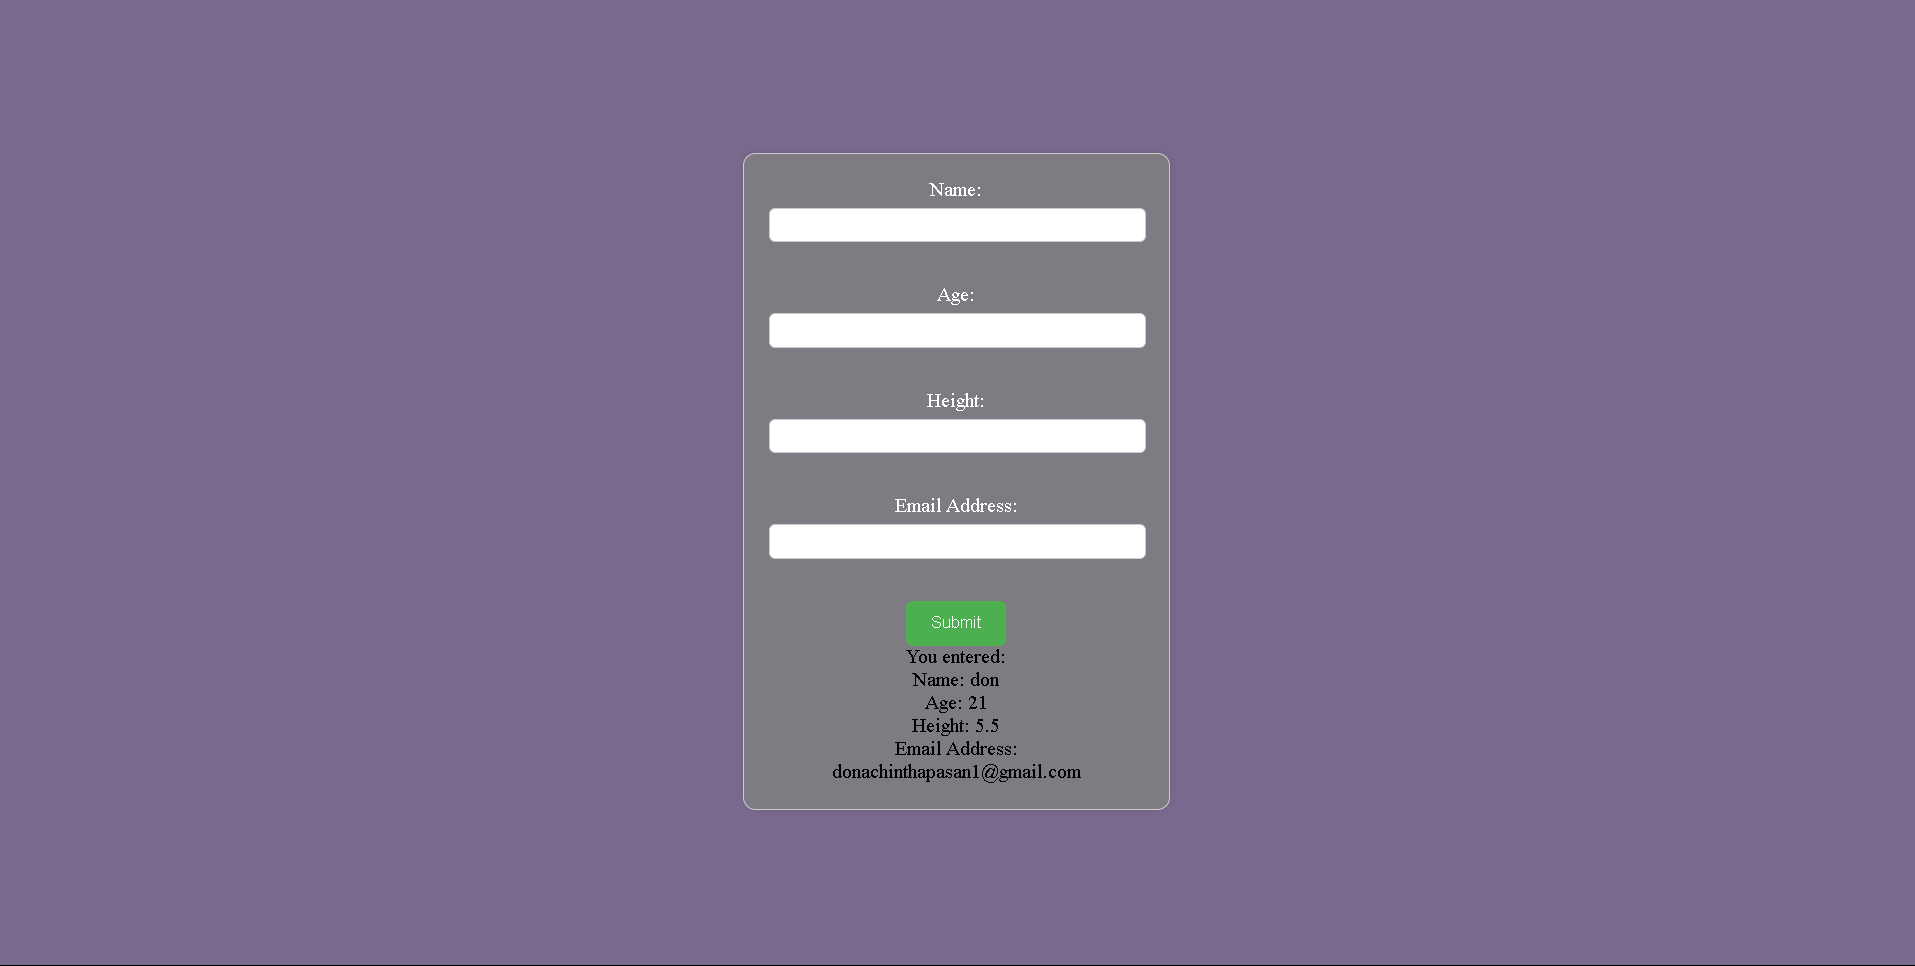 Name:
Age:
Height:
Email Address:
Submit
You entered:
Name: don
Age: 21
Height: 5.5
Email Address:
donachinthapasan1@gmail.com